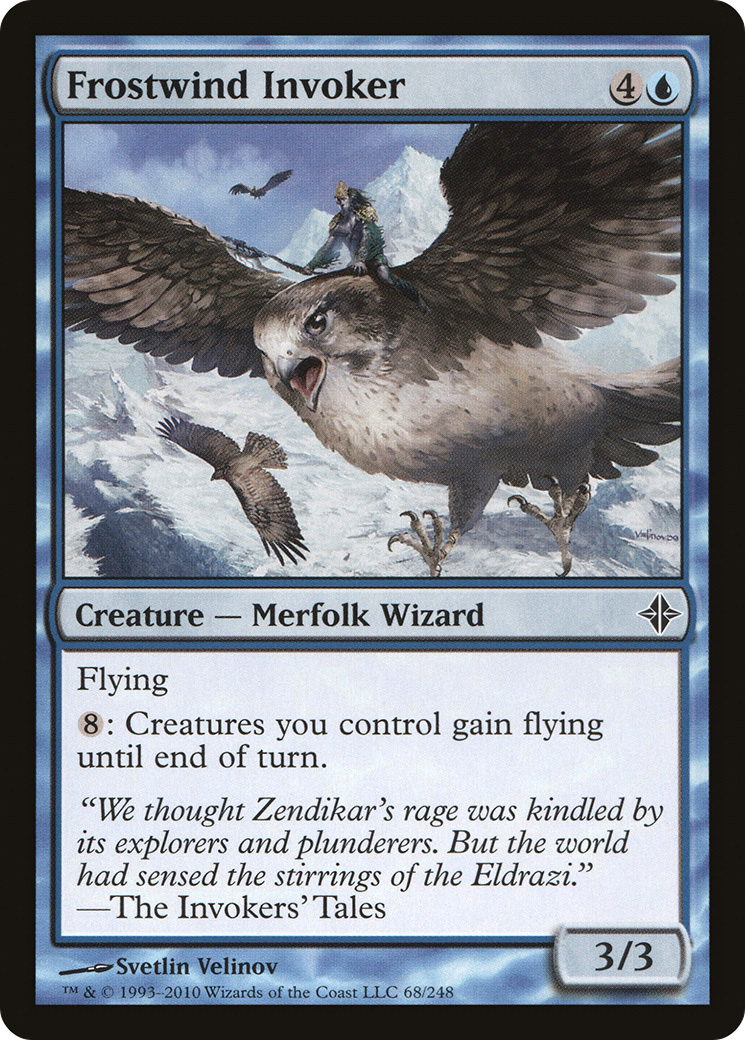 Frostwind Invoker 4
Creature — Merfolk Wizard
Flying
8: Creatures you control gain flying
until end of turn.
“We thought Zendikar’s rage was kindled by
its explorers and plunderers. But the world
had sensed the stirrings of the Eldrazi.”
—The Invokers’ Tales
3/3
Svetlin Velinov
™ & © 1993–2010 Wizards of the Coast LLC 68/248